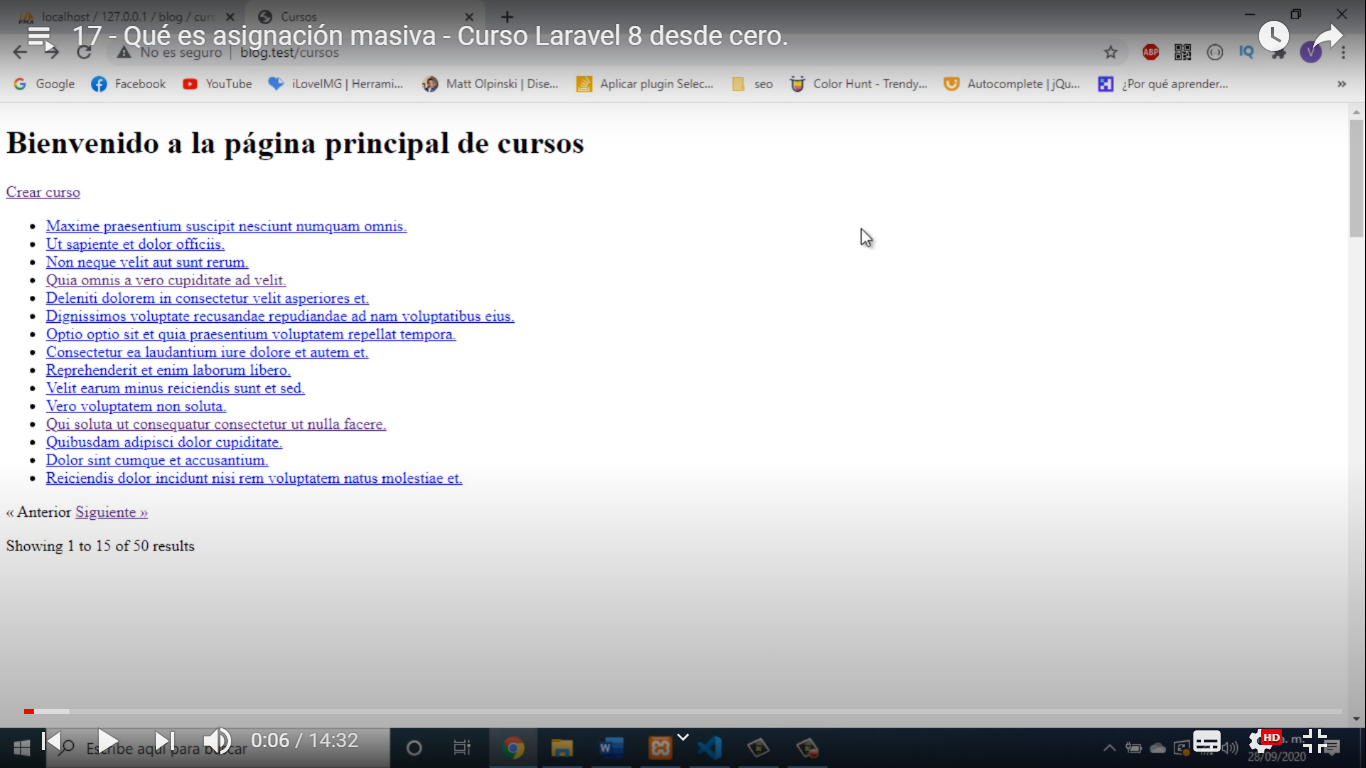 localhost / 127.0.0.1 / blog / cur
Cursos
17 - Qué es asignación masiva - Curso Laravel 8 desde cero.
No es seguro | blog.test/cursos
ABP
IQ
V
Google Facebook YouTube iLoveIMG | Herrami... Matt Olpinski | Dise... Aplicar plugin Selec... seo Color Hunt - Trendy... Autocomplete | jQu... ¿Por qué aprender... »
Bienvenido a la página principal de cursos
Crear curso
Maxime praesentium suscipit nesciunt numquam omnis.
Ut sapiente et dolor officiis.
Non neque velit aut sunt rerum.
Quia omnis a vero cupiditate ad velit.
Deleniti dolorem in consectetur velit asperiores et.
Dignissimos voluptate recusandae repudiandae ad nam voluptatibus eius.
Optio optio sit et quia praesentium voluptatem repellat tempora.
Consectetur ea laudantium iure dolore et autem et.
Reprehenderit et enim laborum libero.
Velit earum minus reiciendis sunt et sed.
Vero voluptatem non soluta.
Qui soluta ut consequatur consectetur ut nulla facere.
Quibusdam adipisci dolor cupiditate.
Dolor sint cumque et accusantium.
Reiciendis dolor incidunt nisi rem voluptatem natus molestiae et.
« Anterior Siguiente »
Showing 1 to 15 of 50 results
Escribe aquí para buscar
0:06 / 14:32
HD
28/09/2020